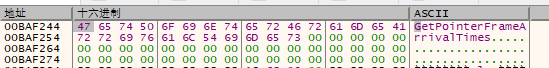 地址 十六进制 ASCII
00BAF244 47 65 74 50 6F 69 6E 74 65 72 46 72 61 6D 65 41 GetPointerFrameA
00BAF254 72 72 69 76 61 6C 54 69 6D 65 73 00 00 00 00 00 rrivalTimes.....
00BAF264 00 00 00 00 00 00 00 00 00 00 00 00 00 00 00 00 ................
00BAF274 00 00 00 00 00 00 00 00 00 00 00 00 00 00 00 00 ................